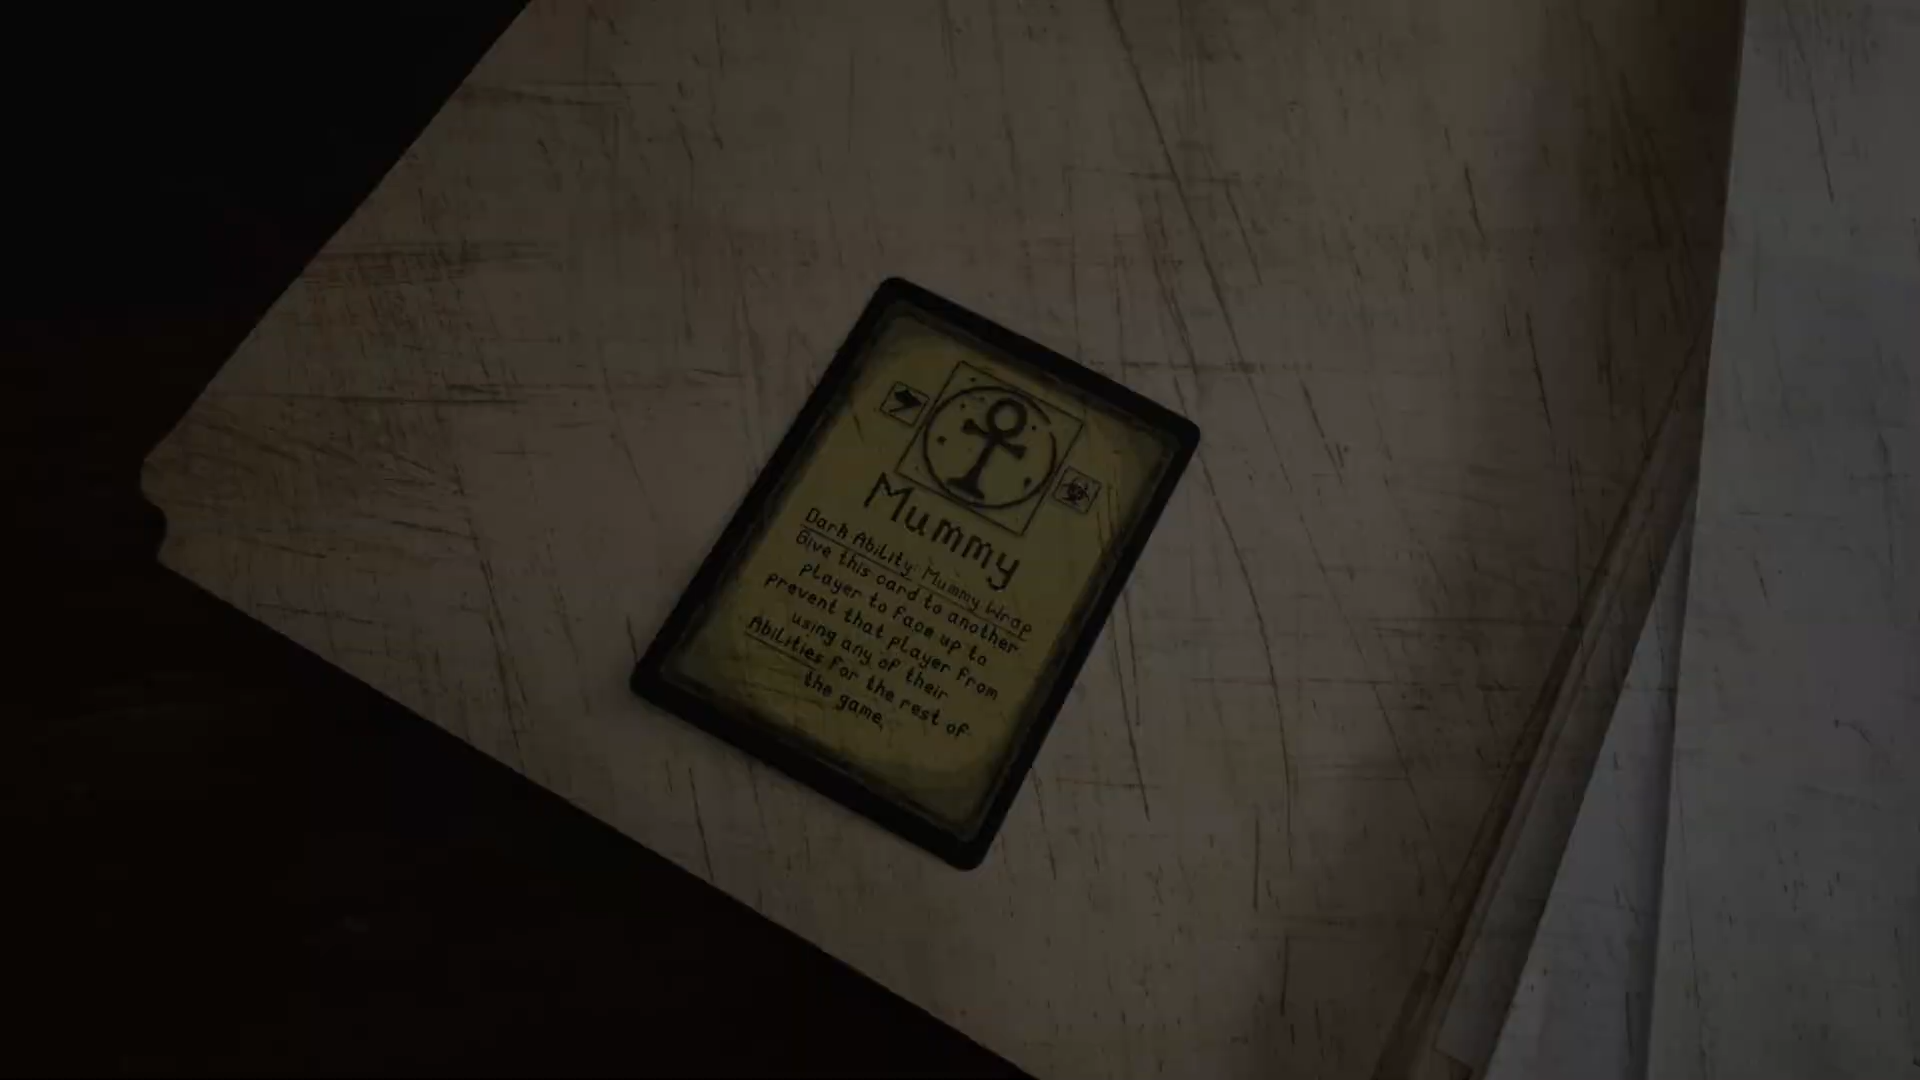 Mummy
Dark Ability: Mummy Wrap
Give this card to another
player to face up to
prevent that player from
using any of their
Abilities for the rest of
the game.